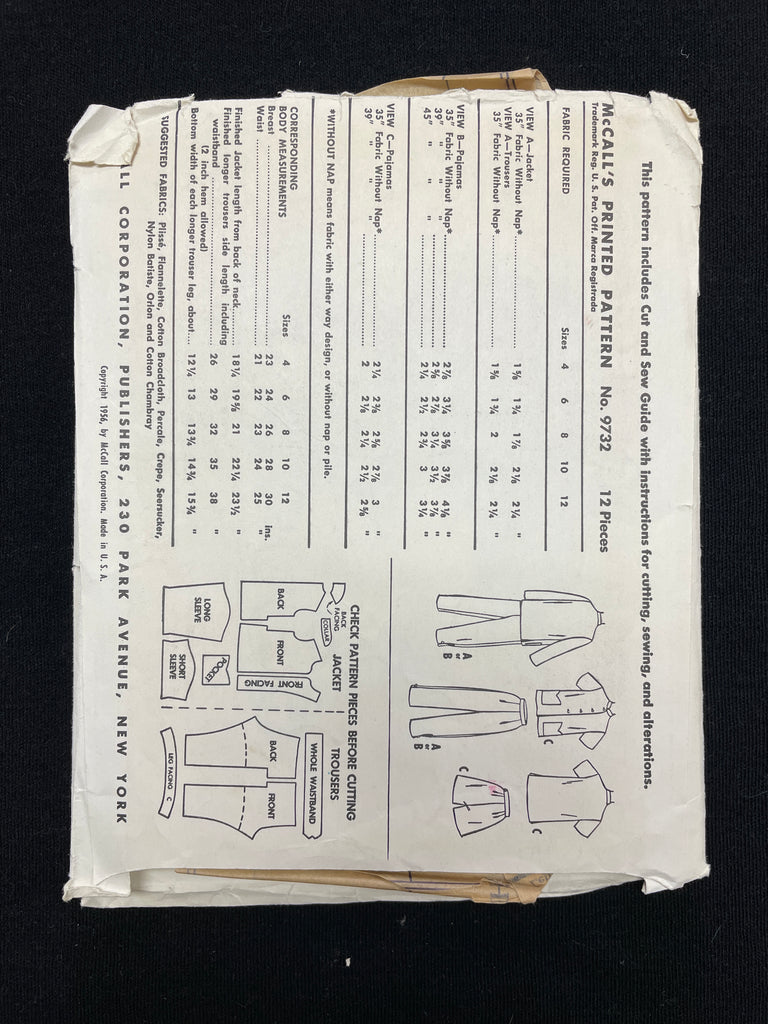 This pattern includes Cut and Sew Guide with instructions for cutting, sewing, and alterations.
McCALL'S PRINTED PATTERN No. 9732 12 Pieces
Trademark Reg. U. S. Pat. Off. Marca Registrada
FABRIC REQUIRED Sizes 4 6 8 10 12
VIEW A—Jacket
35" Fabric Without Nap* 1⅝ 1¾ 1⅞ 2⅛ 2¼ "
VIEW A—Trousers
35" Fabric Without Nap* 1⅝ 1¾ 2 2⅛ 2¼ "
VIEW B—Pajamas
35" Fabric Without Nap* 2⅞ 3¼ 3⅝ 3⅞ 4⅛ "
39" " " " 2⅝ 2⅞ 3¼ 3½ 3⅞ "
45" " " " 2¼ 2½ 2¾ 3 3¼ "
VIEW C—Pajamas
35" Fabric Without Nap* 2¼ 2⅜ 2⅝ 2⅞ 3 "
39" " " " 2 2⅛ 2¼ 2½ 2⅝ "
*WITHOUT NAP means fabric with either way design, or without nap or pile.
CORRESPONDING
BODY MEASUREMENTS Sizes 4 6 8 10 12
Breast 23 24 26 28 30 ins.
Waist 21 22 23 24 25 "
Finished Jacket length from back of neck 18¼ 19⅝ 21 22¼ 23½ "
Finished longer trousers side length including
waistband 26 29 32 35 38 "
(2 inch hem allowed)
Bottom width of each longer trouser leg, about 12¼ 13 13¾ 14¾ 15¾ "
SUGGESTED FABRICS: Plissé, Flannelette, Cotton Broadcloth, Percale, Crepe, Seersucker,
Nylon Batiste, Orlon and Cotton Chambray
LL CORPORATION, PUBLISHERS, 230 PARK AVENUE, NEW YORK
Copyright 1956, by McCall Corporation. Made in U. S. A.
A or B
C
A or B
C
C
CHECK PATTERN PIECES BEFORE CUTTING
JACKET
TROUSERS
BACK FACING
COLLAR
BACK
FRONT
FRONT FACING
LONG SLEEVE
POCKET
SHORT SLEEVE
WHOLE WAISTBAND
BACK
FRONT
LEG FACING C